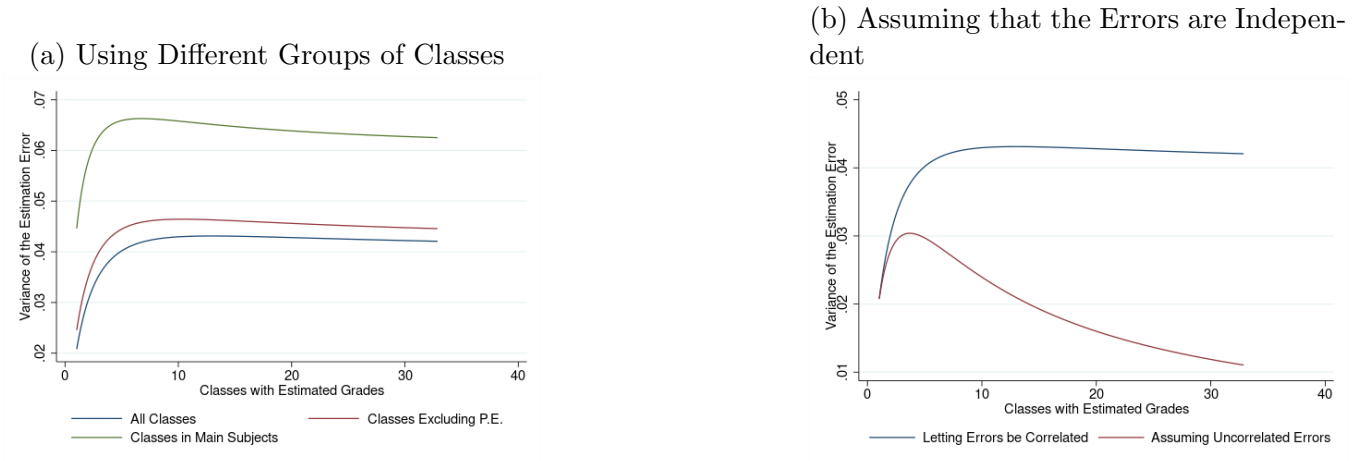 (a) Using Different Groups of Classes
Variance of the Estimation Error
.07
.06
.05
.04
.03
.02
0 10 20 30 40
Classes with Estimated Grades
All Classes Classes Excluding P.E.
Classes in Main Subjects
(b) Assuming that the Errors are Indepen-
dent
Variance of the Estimation Error
.05
.04
.03
.02
.01
0 10 20 30 40
Classes with Estimated Grades
Letting Errors be Correlated Assuming Uncorrelated Errors